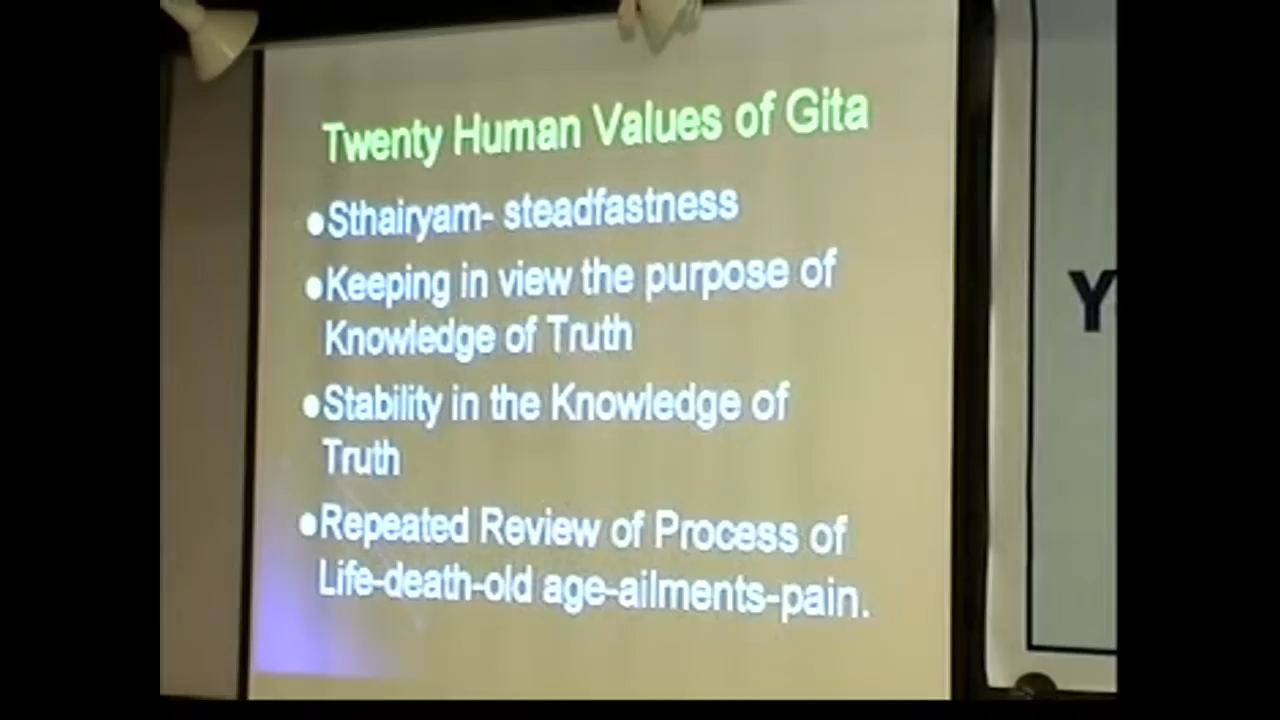 Twenty Human Values of Gita
•Sthairyam- steadfastness
•Keeping in view the purpose of
Knowledge of Truth
•Stability in the Knowledge of
Truth
•Repeated Review of Process of
Life-death-old age-ailments-pain.
Y